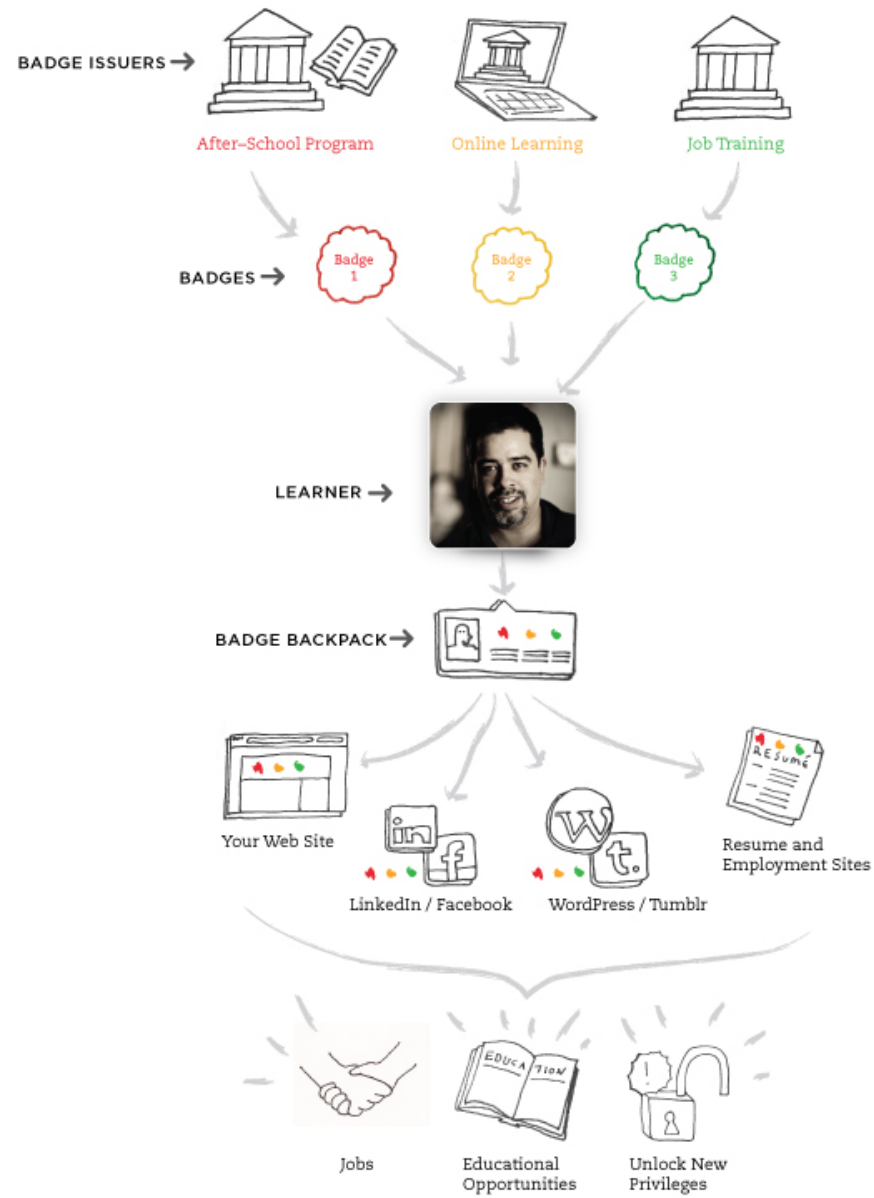 BADGE ISSUERS
After–School Program
Online Learning
Job Training
BADGES
Badge
1
Badge
2
Badge
3
LEARNER
BADGE BACKPACK
RESUMÉ
in
f
W
t.
Your Web Site
Resume and
Employment Sites
LinkedIn / Facebook
WordPress / Tumblr
EDUCATION
!
Jobs
Educational
Opportunities
Unlock New
Privileges